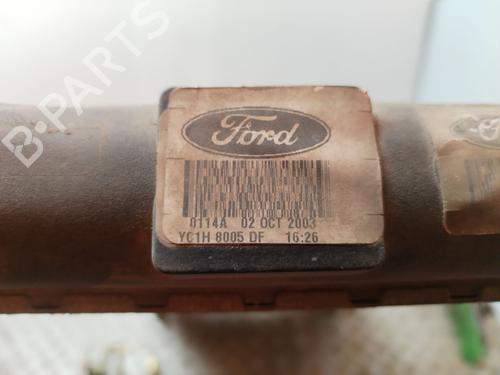 B-PARTS
Ford
0114A 02 OCT 2003
YC1H 8005 DF 16:26